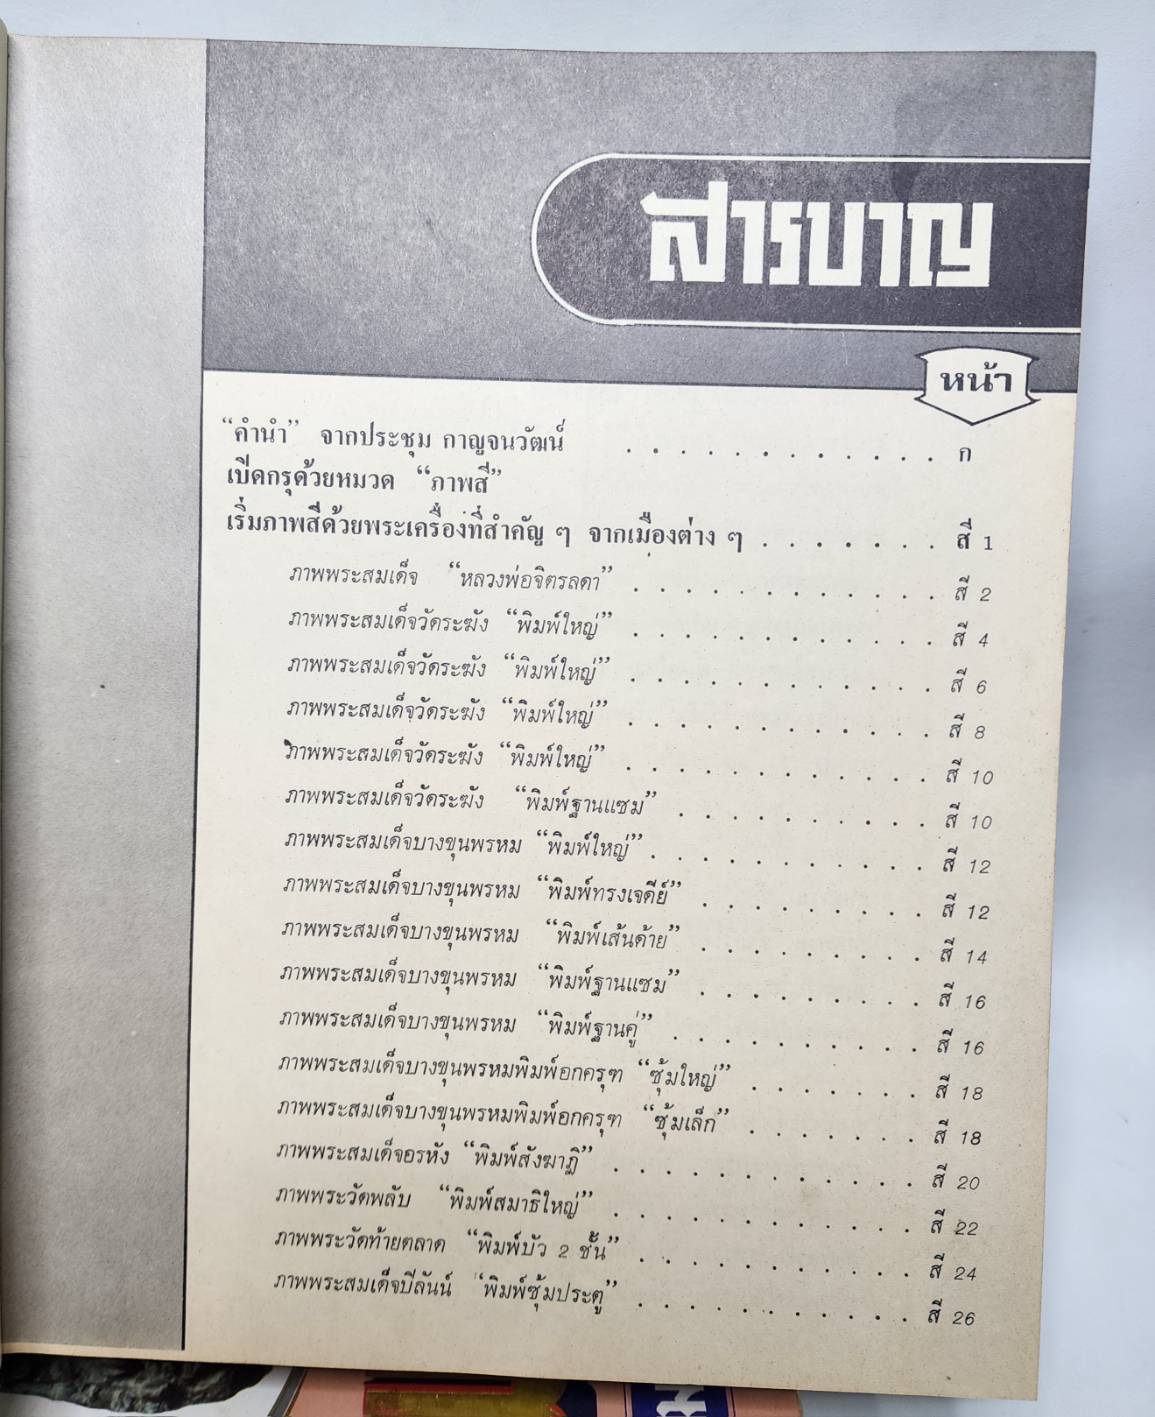 สารบาญ
หน้า
“คำนำ” จากประชุม กาญจนวัฒน์ . . . . . . . . . . . . ก
เปิดกรุด้วยหมวด “ภาพสี”
เริ่มภาพสีด้วยพระเครื่องที่สำคัญ ๆ จากเมืองต่าง ๆ . . . . . . . สี 1
ภาพพระสมเด็จ “หลวงพ่อจิตรลดา” . . . . . . . . . . . . สี 2
ภาพพระสมเด็จวัดระฆัง “พิมพ์ใหญ่” . . . . . . . . . . . . สี 4
ภาพพระสมเด็จวัดระฆัง “พิมพ์ใหญ่” . . . . . . . . . . . . . สี 6
ภาพพระสมเด็จวัดระฆัง “พิมพ์ใหญ่” . . . . . . . . . . . . สี 8
ภาพพระสมเด็จวัดระฆัง “พิมพ์ใหญ่” . . . . . . . . . . . . สี 10
ภาพพระสมเด็จวัดระฆัง “พิมพ์ฐานแซม” . . . . . . . . . . สี 10
ภาพพระสมเด็จบางขุนพรหม “พิมพ์ใหญ่” . . . . . . . . . . . สี 12
ภาพพระสมเด็จบางขุนพรหม “พิมพ์ทรงเจดีย์” . . . . . . . . . สี 12
ภาพพระสมเด็จบางขุนพรหม “พิมพ์เส้นด้าย” . . . . . . . . . สี 14
ภาพพระสมเด็จบางขุนพรหม “พิมพ์ฐานแซม” . . . . . . . . . สี 16
ภาพพระสมเด็จบางขุนพรหม “พิมพ์ฐานคู่” . . . . . . . . . . สี 16
ภาพพระสมเด็จบางขุนพรหมพิมพ์อกครุฑ “ซุ้มใหญ่” . . . . . . . สี 18
ภาพพระสมเด็จบางขุนพรหมพิมพ์อกครุฑ “ซุ้มเล็ก” . . . . . . . สี 18
ภาพพระสมเด็จอรหัง “พิมพ์สังฆาฏิ” . . . . . . . . . . . . สี 20
ภาพพระวัดพลับ “พิมพ์สมาธิใหญ่” . . . . . . . . . . . . สี 22
ภาพพระวัดท้ายตลาด “พิมพ์บัว 2 ชั้น” . . . . . . . . . . . สี 24
ภาพพระสมเด็จปิลันน์ “พิมพ์ซุ้มประตู” . . . . . . . . . . . สี 26